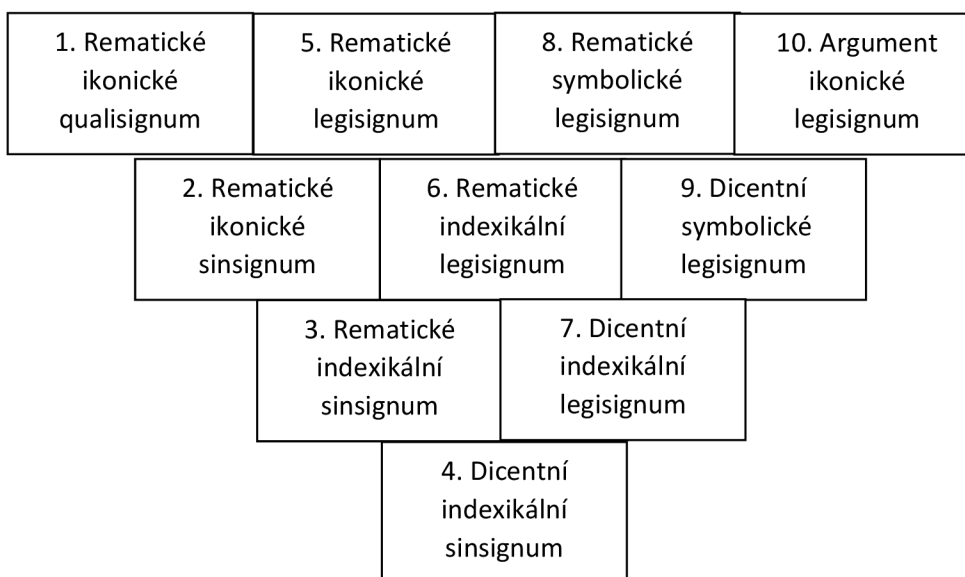 1. Rematické
ikonické
qualisignum
5. Rematické
ikonické
legisignum
8. Rematické
symbolické
legisignum
10. Argument
ikonické
legisignum
2. Rematické
ikonické
sinsignum
6. Rematické
indexikální
legisignum
9. Dicentní
symbolické
legisignum
3. Rematické
indexikální
sinsignum
7. Dicentní
indexikální
legisignum
4. Dicentní
indexikální
sinsignum